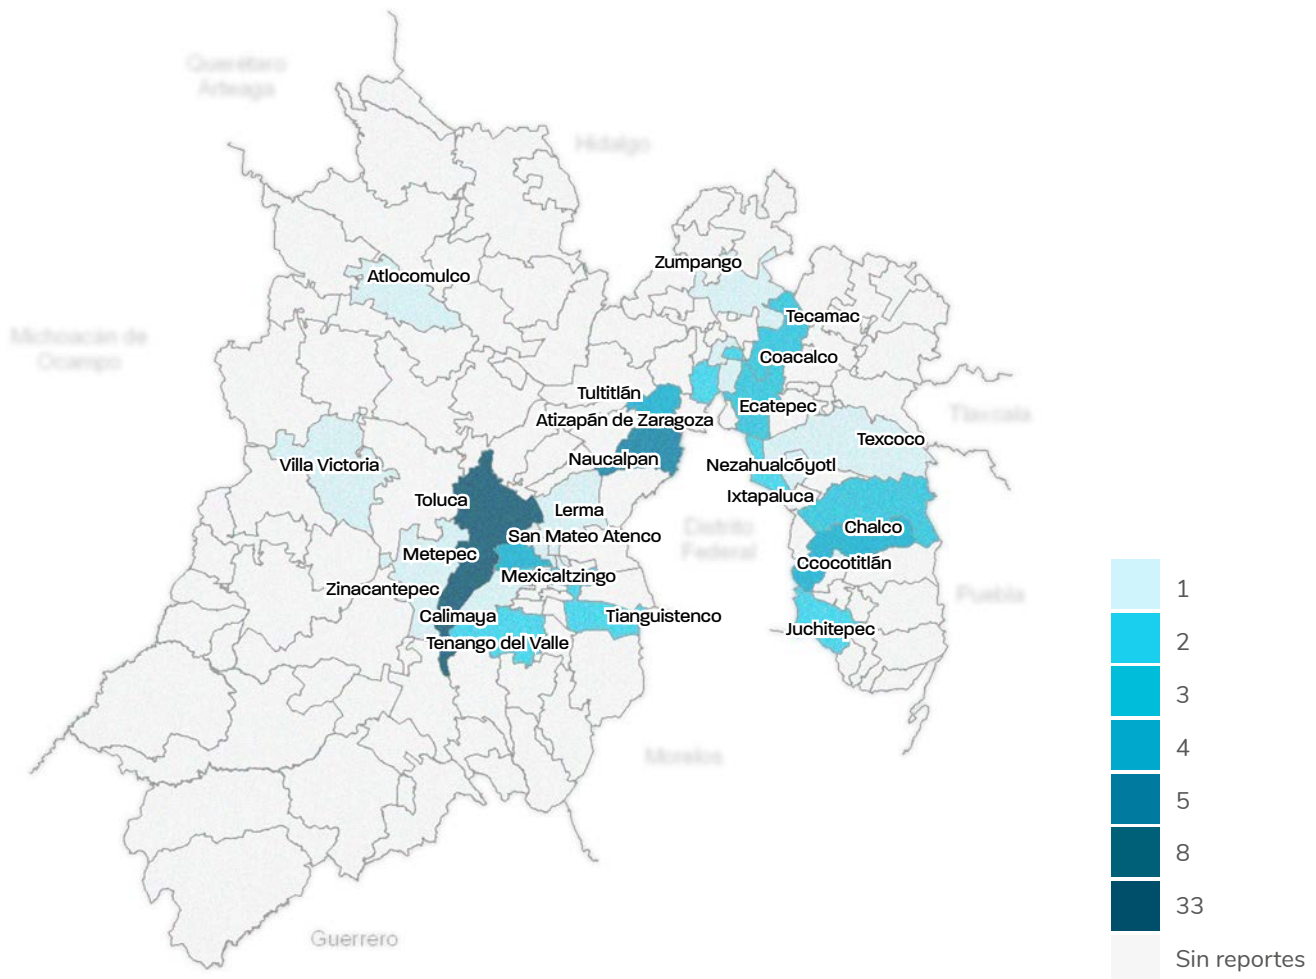 Querétaro
Arteaga
Hidalgo
Zumpango
Atlocomulco
Tecamac
Michoacán de
Ocampo
Coacalco
Tultitlán
Ecatepec
Tlaxcala
Atizapán de Zaragoza
Texcoco
Naucalpan
Villa Victoria
Nezahualcóyotl
Ixtapaluca
Toluca
Lerma
Distrito
Federal
Chalco
San Mateo Atenco
Metepec
Ccocotitlán
Mexicaltzingo
Zinacantepec
Puebla
Calimaya
Tianguistenco
Juchitepec
Tenango del Valle
Morelos
Guerrero
1
2
3
4
5
8
33
Sin reportes